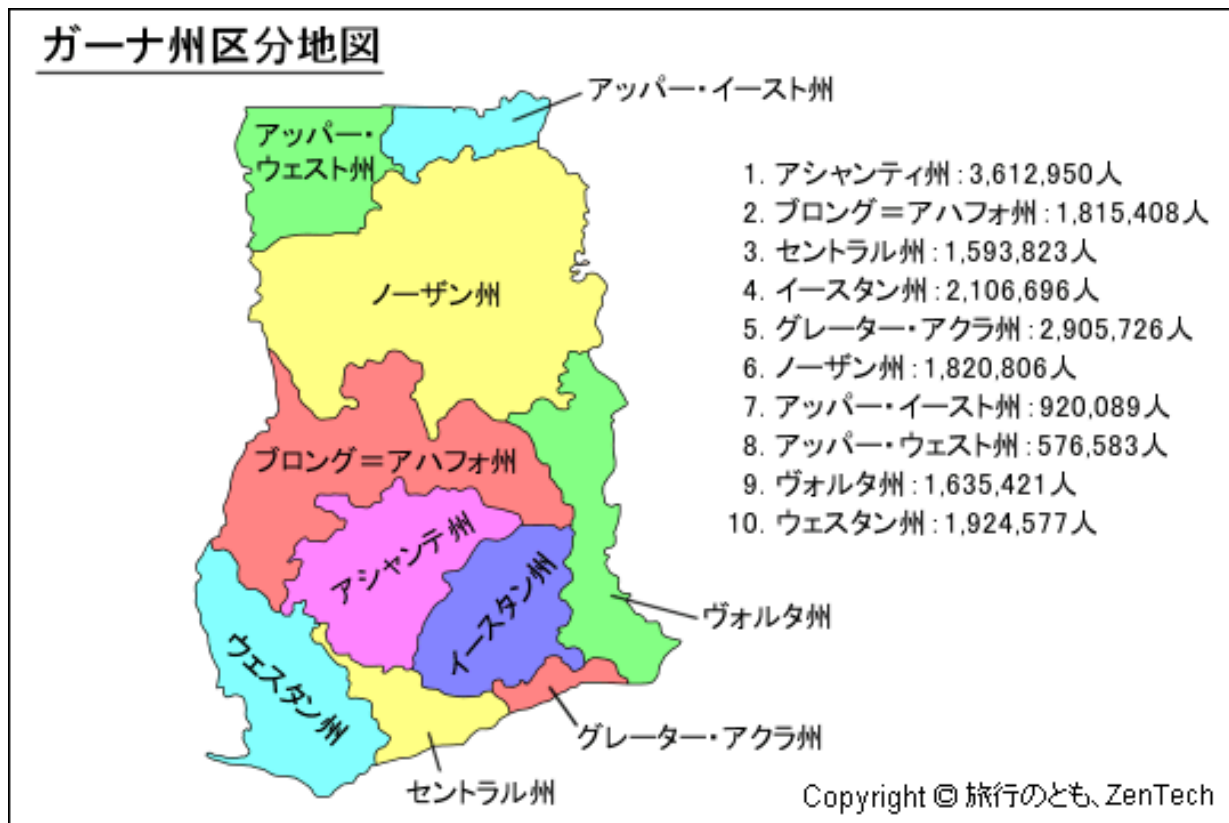 ガーナ州区分地図
アッパー・イースト州
アッパー・
ウェスト州
ノーザン州
ブロング＝アハフォ州
アシャンテ州
イースタン州
ウェスタン州
ヴォルタ州
グレーター・アクラ州
セントラル州
1. アシャンティ州：3,612,950人
2. ブロング＝アハフォ州：1,815,408人
3. セントラル州：1,593,823人
4. イースタン州：2,106,696人
5. グレーター・アクラ州：2,905,726人
6. ノーザン州：1,820,806人
7. アッパー・イースト州：920,089人
8. アッパー・ウェスト州：576,583人
9. ヴォルタ州：1,635,421人
10. ウェスタン州：1,924,577人
Copyright © 旅行のとも、ZenTech